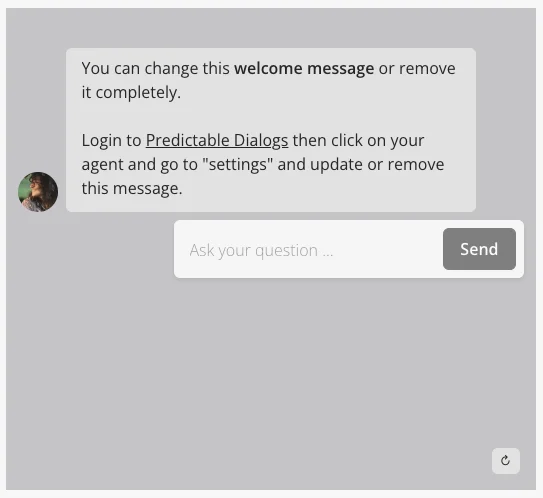 You can change this welcome message or remove
it completely.
Login to Predictable Dialogs then click on your
agent and go to "settings" and update or remove
this message.
Ask your question ...
Send